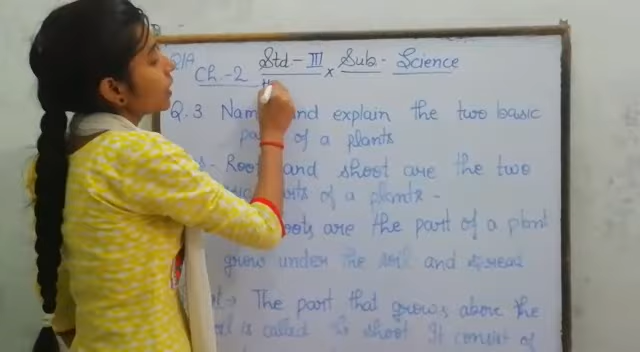 Q/A Std - III Sub - Science
Ch. - 2
Q. 3. Name and explain the two basic
parts of a plants
Root and shoot are the two
parts of a plants -
Roots are the part of a plant
grow under the soil and spread
The part that grows above the
soil is called shoot It consist of